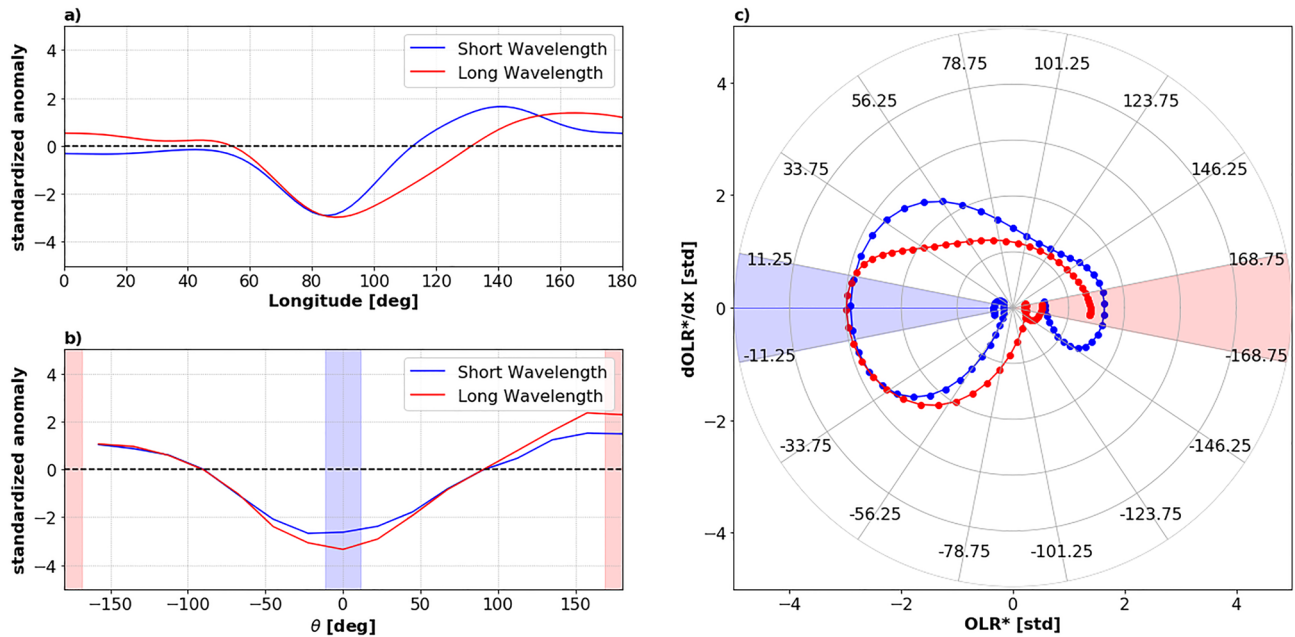 a)
standardized anomaly
4
2
0
−2
−4
Short Wavelength
Long Wavelength
0 20 40 60 80 100 120 140 160 180
Longitude [deg]
b)
standardized anomaly
4
2
0
−2
−4
Short Wavelength
Long Wavelength
−150 −100 −50 0 50 100 150
θ [deg]
c)
dOLR*/dx [std]
4
2
0
−2
−4
78.75 101.25
56.25 123.75
33.75 146.25
11.25 168.75
-11.25 -168.75
-33.75 -146.25
-56.25 -123.75
-78.75 -101.25
−4 −2 0 2 4
OLR* [std]